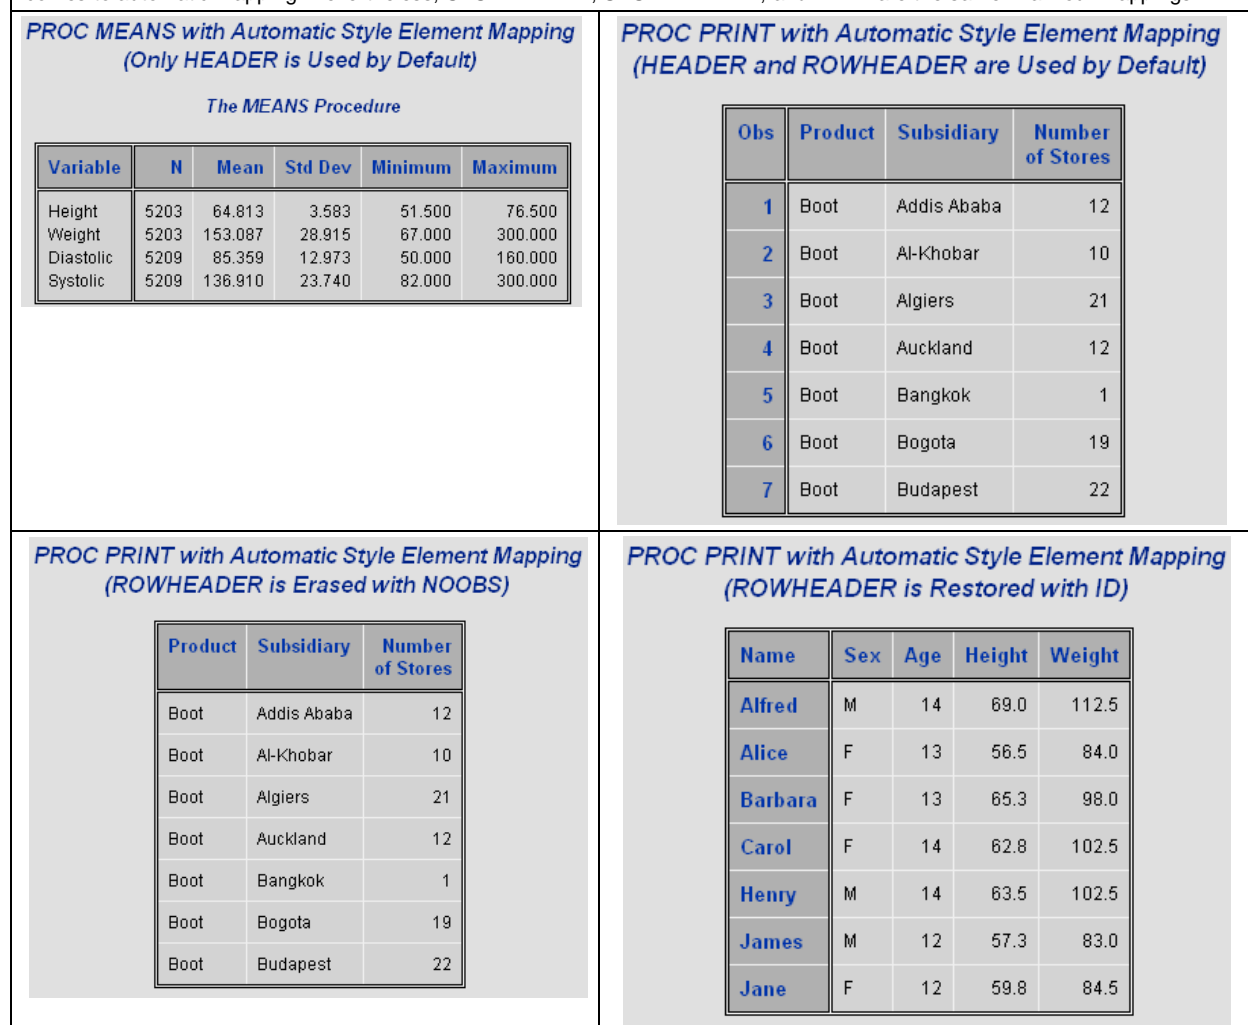 PROC MEANS with Automatic Style Element Mapping
(Only HEADER is Used by Default)
The MEANS Procedure
Variable N Mean Std Dev Minimum Maximum
Height 5203 64.813 3.583 51.500 76.500
Weight 5203 153.087 28.915 67.000 300.000
Diastolic 5209 85.359 12.973 50.000 160.000
Systolic 5209 136.910 23.740 82.000 300.000
PROC PRINT with Automatic Style Element Mapping
(HEADER and ROWHEADER are Used by Default)
Obs Product Subsidiary Number
of Stores
1 Boot Addis Ababa 12
2 Boot Al-Khobar 10
3 Boot Algiers 21
4 Boot Auckland 12
5 Boot Bangkok 1
6 Boot Bogota 19
7 Boot Budapest 22
PROC PRINT with Automatic Style Element Mapping
(ROWHEADER is Erased with NOOBS)
Product Subsidiary Number
of Stores
Boot Addis Ababa 12
Boot Al-Khobar 10
Boot Algiers 21
Boot Auckland 12
Boot Bangkok 1
Boot Bogota 19
Boot Budapest 22
PROC PRINT with Automatic Style Element Mapping
(ROWHEADER is Restored with ID)
Name Sex Age Height Weight
Alfred M 14 69.0 112.5
Alice F 13 56.5 84.0
Barbara F 13 65.3 98.0
Carol F 14 62.8 102.5
Henry M 14 63.5 102.5
James M 12 57.3 83.0
Jane F 12 59.8 84.5